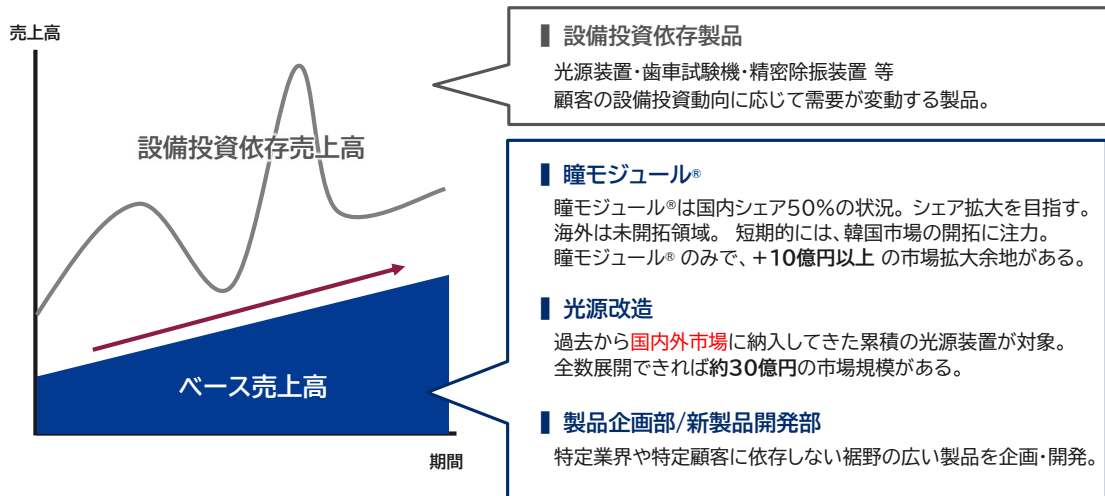 売上高
設備投資依存売上高
ベース売上高
期間
設備投資依存製品
光源装置・歯車試験機・精密除振装置 等
顧客の設備投資動向に応じて需要が変動する製品。
瞳モジュール®
瞳モジュール®は国内シェア50%の状況。シェア拡大を目指す。
海外は未開拓領域。 短期的には、韓国市場の開拓に注力。
瞳モジュール® のみで、+10億円以上 の市場拡大余地がある。
光源改造
過去から国内外市場に納入してきた累積の光源装置が対象。
全数展開できれば約30億円の市場規模がある。
製品企画部/新製品開発部
特定業界や特定顧客に依存しない裾野の広い製品を企画・開発。